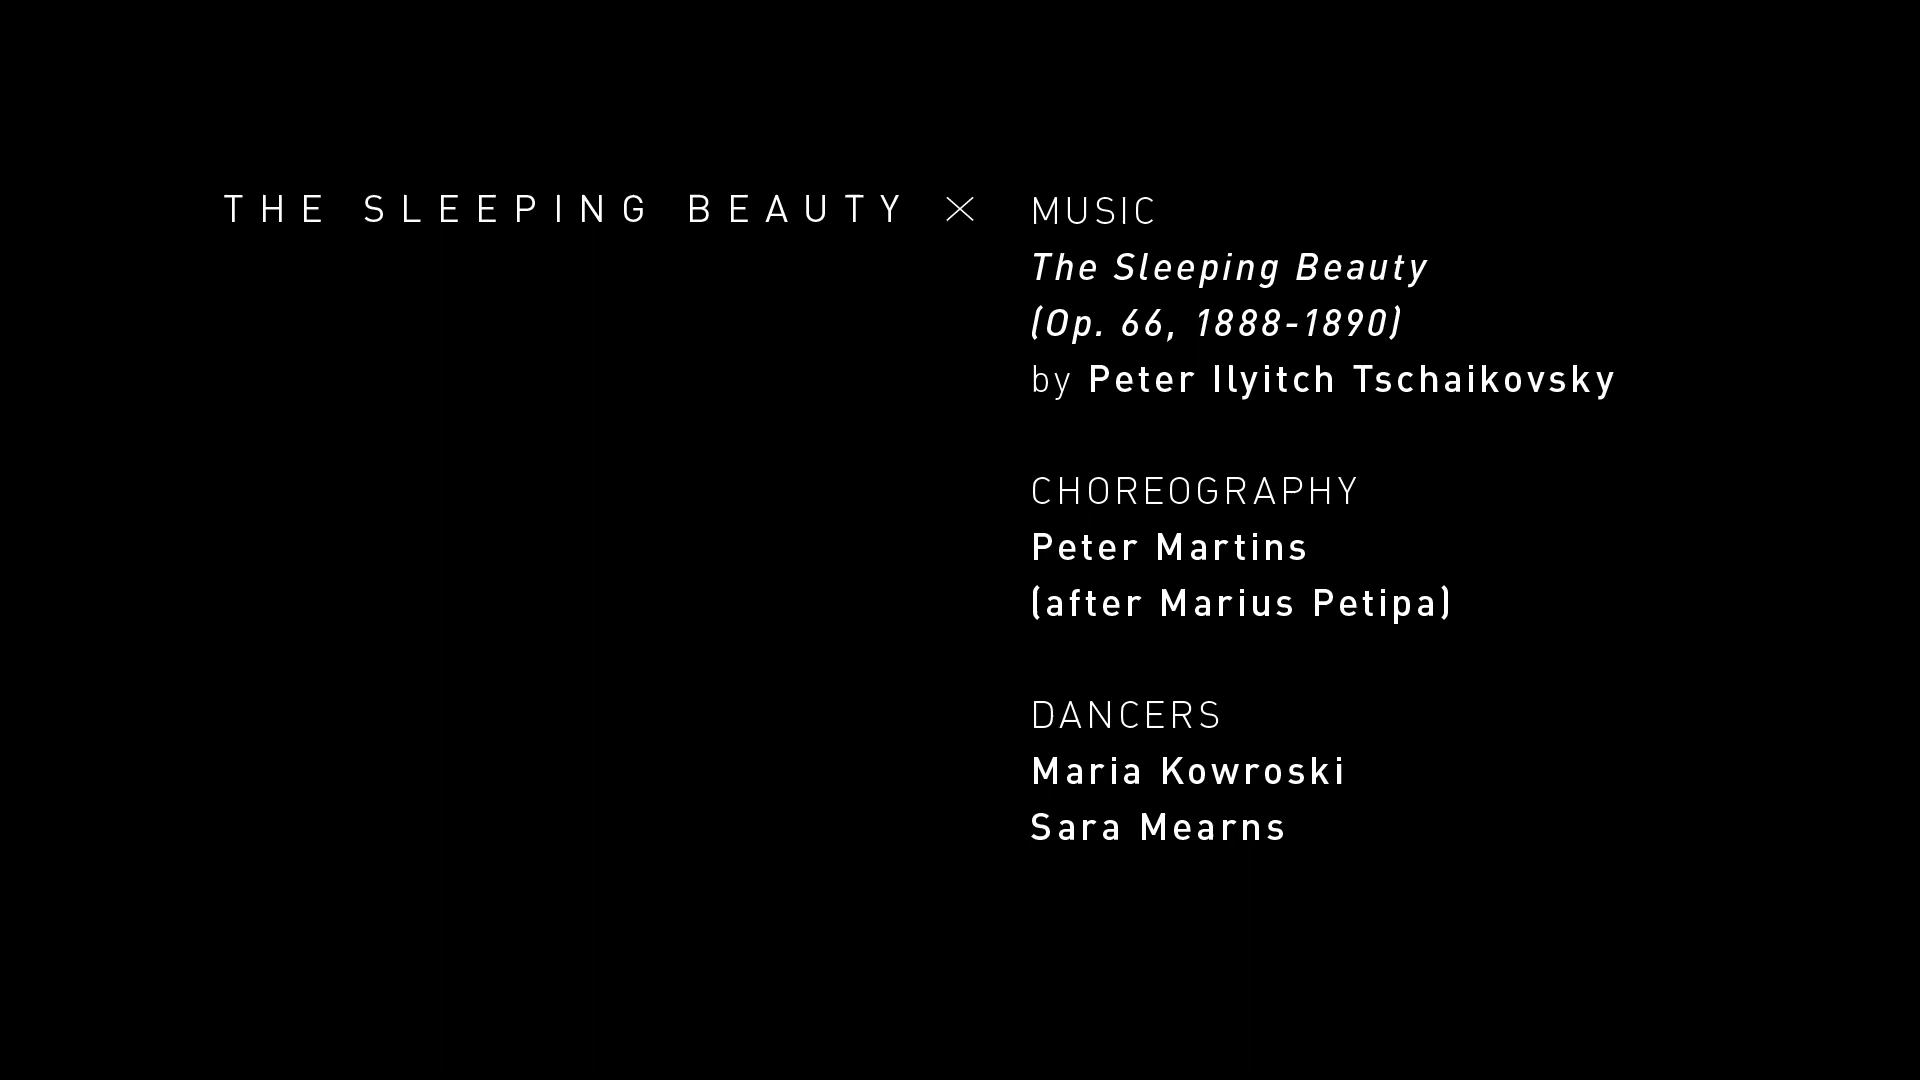 THE SLEEPING BEAUTY ×
MUSIC
The Sleeping Beauty
(Op. 66, 1888-1890)
by Peter Ilyitch Tschaikovsky
CHOREOGRAPHY
Peter Martins
(after Marius Petipa)
DANCERS
Maria Kowroski
Sara Mearns